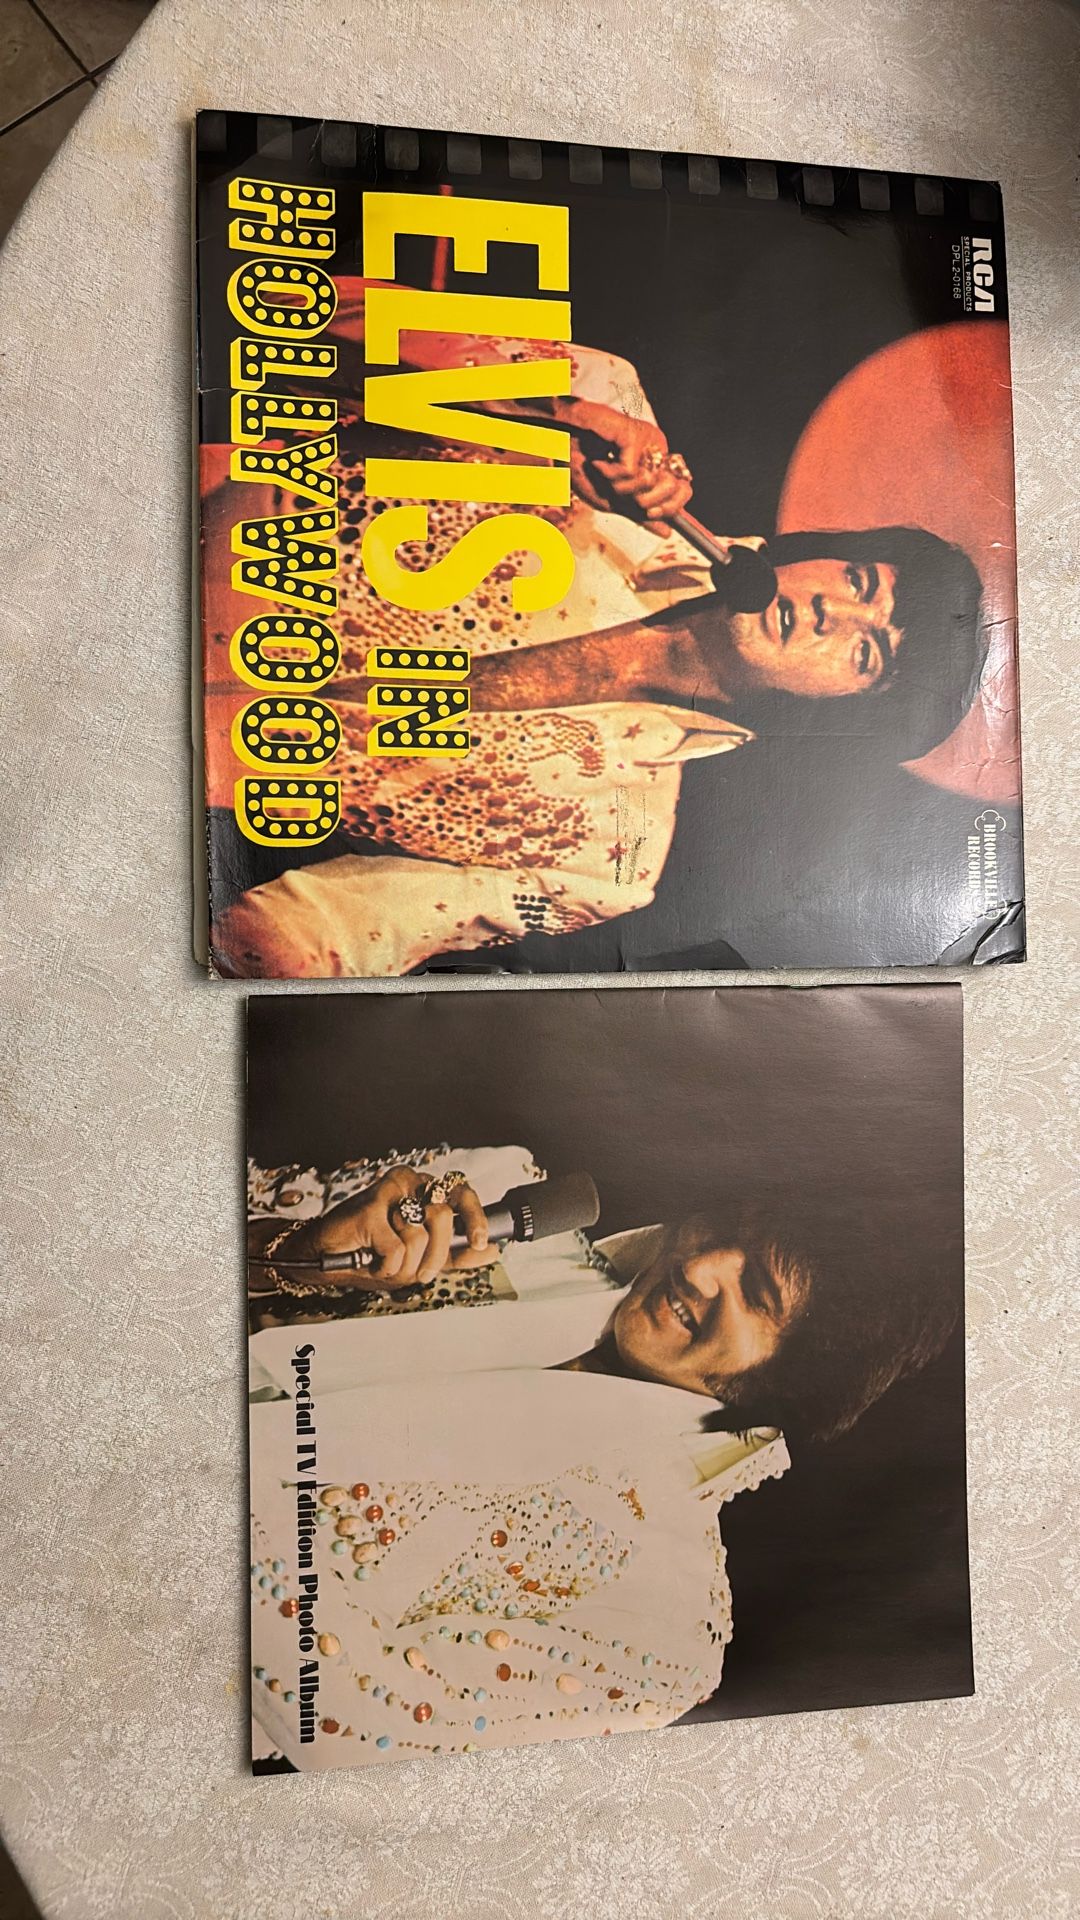 RCA
SPECIAL PRODUCTS
DPL2-0168
BROOKVILLE
RECORDS
ELVIS IN
HOLLYWOOD
Special TV Edition Photo Album